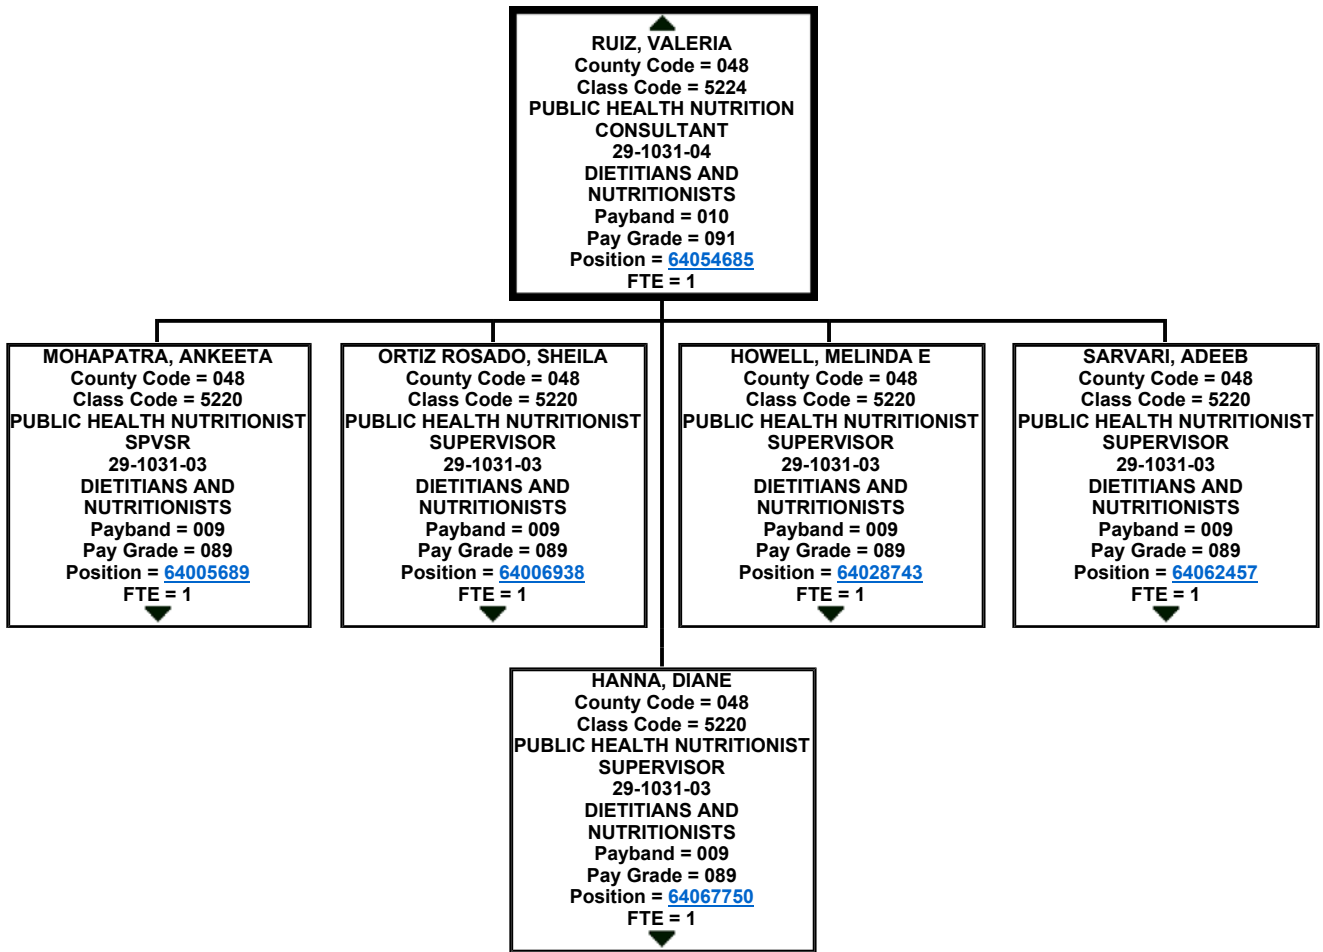 RUIZ, VALERIA
County Code = 048
Class Code = 5224
PUBLIC HEALTH NUTRITION
CONSULTANT
29-1031-04
DIETITIANS AND
NUTRITIONISTS
Payband = 010
Pay Grade = 091
Position = 64054685
FTE = 1
MOHAPATRA, ANKEETA
County Code = 048
Class Code = 5220
PUBLIC HEALTH NUTRITIONIST
SPVSR
29-1031-03
DIETITIANS AND
NUTRITIONISTS
Payband = 009
Pay Grade = 089
Position = 64005689
FTE = 1
ORTIZ ROSADO, SHEILA
County Code = 048
Class Code = 5220
PUBLIC HEALTH NUTRITIONIST
SUPERVISOR
29-1031-03
DIETITIANS AND
NUTRITIONISTS
Payband = 009
Pay Grade = 089
Position = 64006938
FTE = 1
HOWELL, MELINDA E
County Code = 048
Class Code = 5220
PUBLIC HEALTH NUTRITIONIST
SUPERVISOR
29-1031-03
DIETITIANS AND
NUTRITIONISTS
Payband = 009
Pay Grade = 089
Position = 64028743
FTE = 1
SARVARI, ADEEB
County Code = 048
Class Code = 5220
PUBLIC HEALTH NUTRITIONIST
SUPERVISOR
29-1031-03
DIETITIANS AND
NUTRITIONISTS
Payband = 009
Pay Grade = 089
Position = 64062457
FTE = 1
HANNA, DIANE
County Code = 048
Class Code = 5220
PUBLIC HEALTH NUTRITIONIST
SUPERVISOR
29-1031-03
DIETITIANS AND
NUTRITIONISTS
Payband = 009
Pay Grade = 089
Position = 64067750
FTE = 1